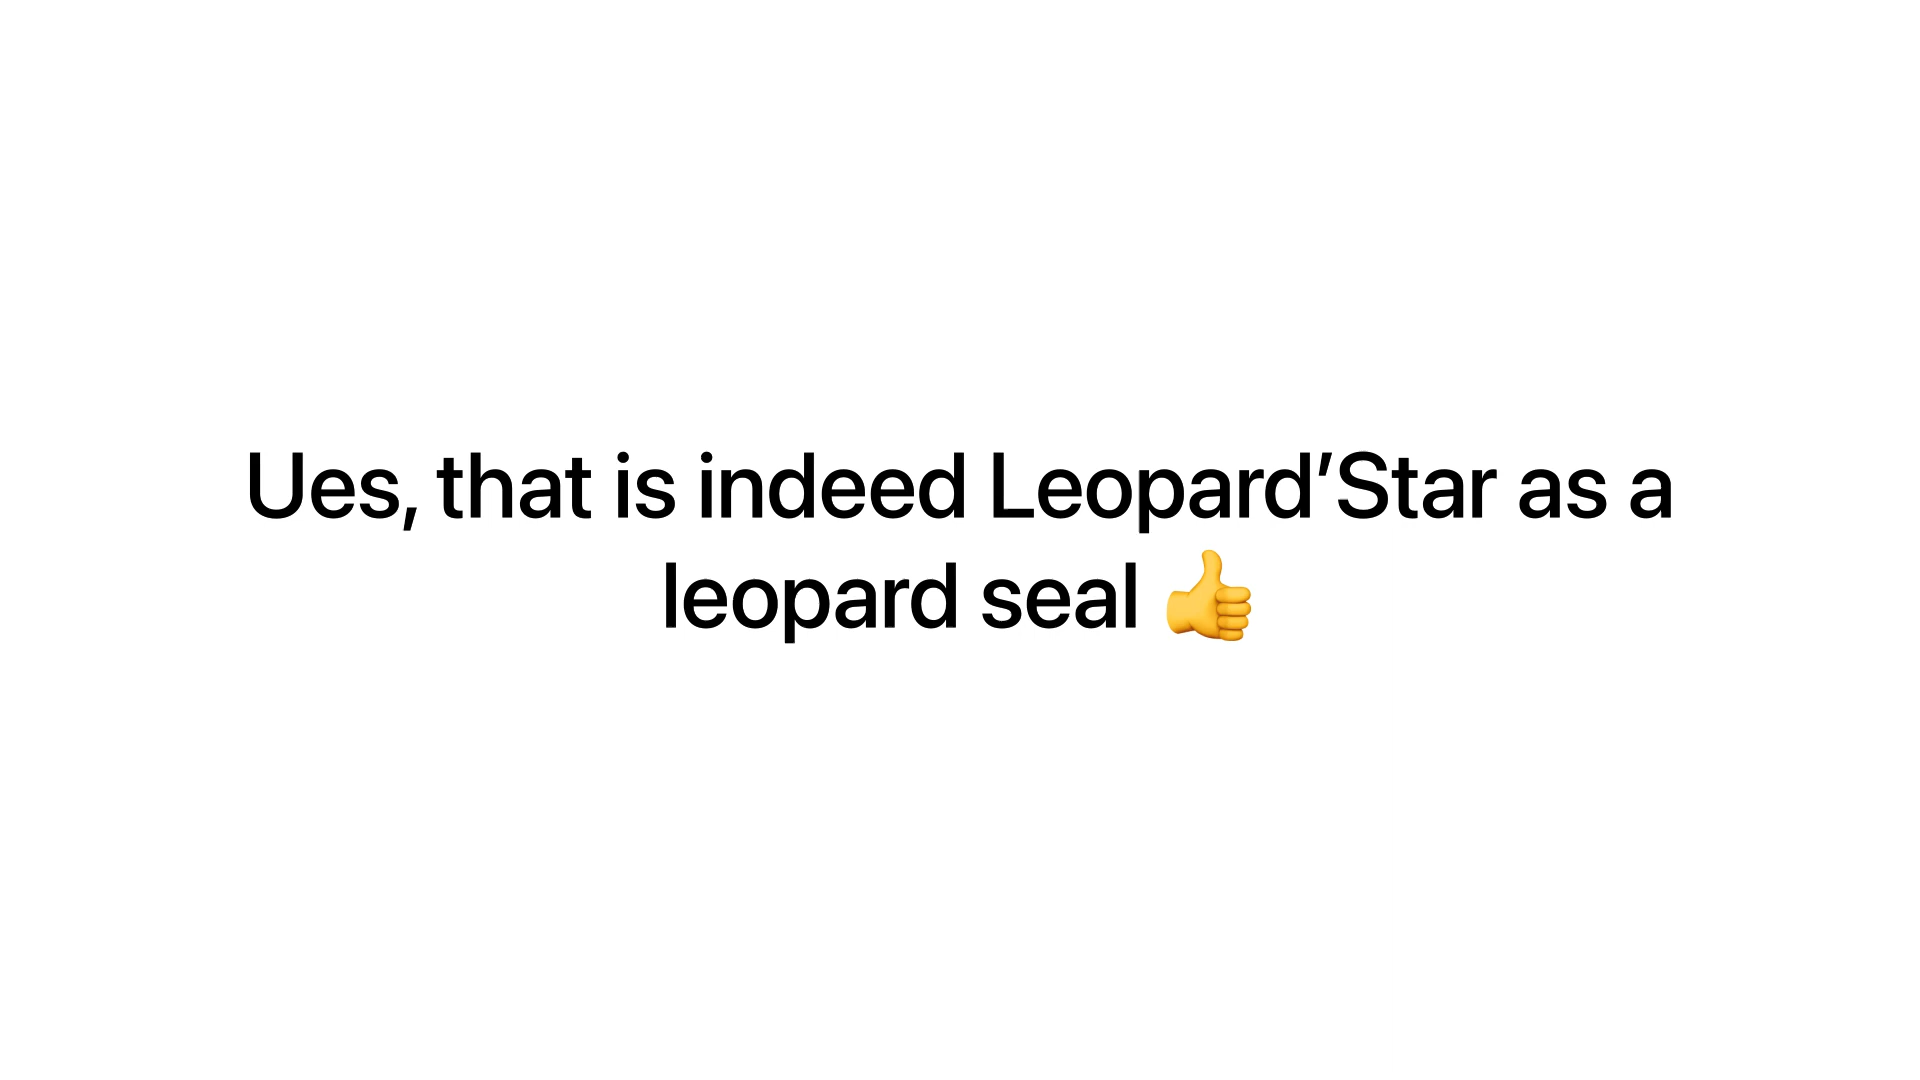 Ues, that is indeed Leopard’Star as a
leopard seal 👍